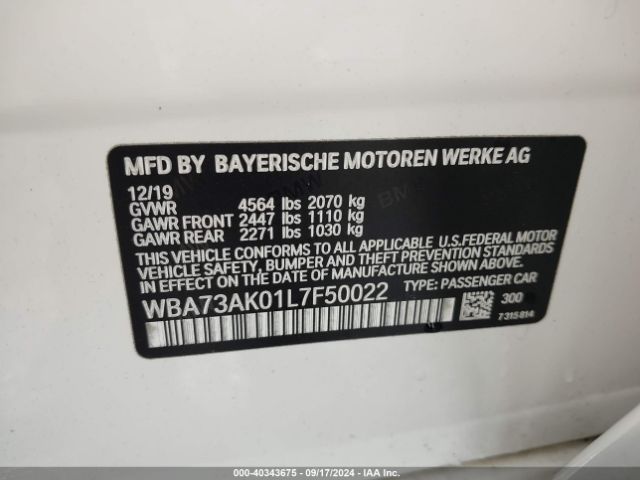 MFD BY BAYERISCHE MOTOREN WERKE AG
12/19
GVWR 4564 lbs 2070 kg
GAWR FRONT 2447 lbs 1110 kg
GAWR REAR 2271 lbs 1030 kg
THIS VEHICLE CONFORMS TO ALL APPLICABLE U.S.FEDERAL MOTOR
VEHICLE SAFETY, BUMPER AND THEFT PREVENTION STANDARDS
IN EFFECT ON THE DATE OF MANUFACTURE SHOWN ABOVE.
WBA73AK01L7F50022 TYPE: PASSENGER CAR
300
7315814
000-40343675 - 09/17/2024 - IAA Inc.